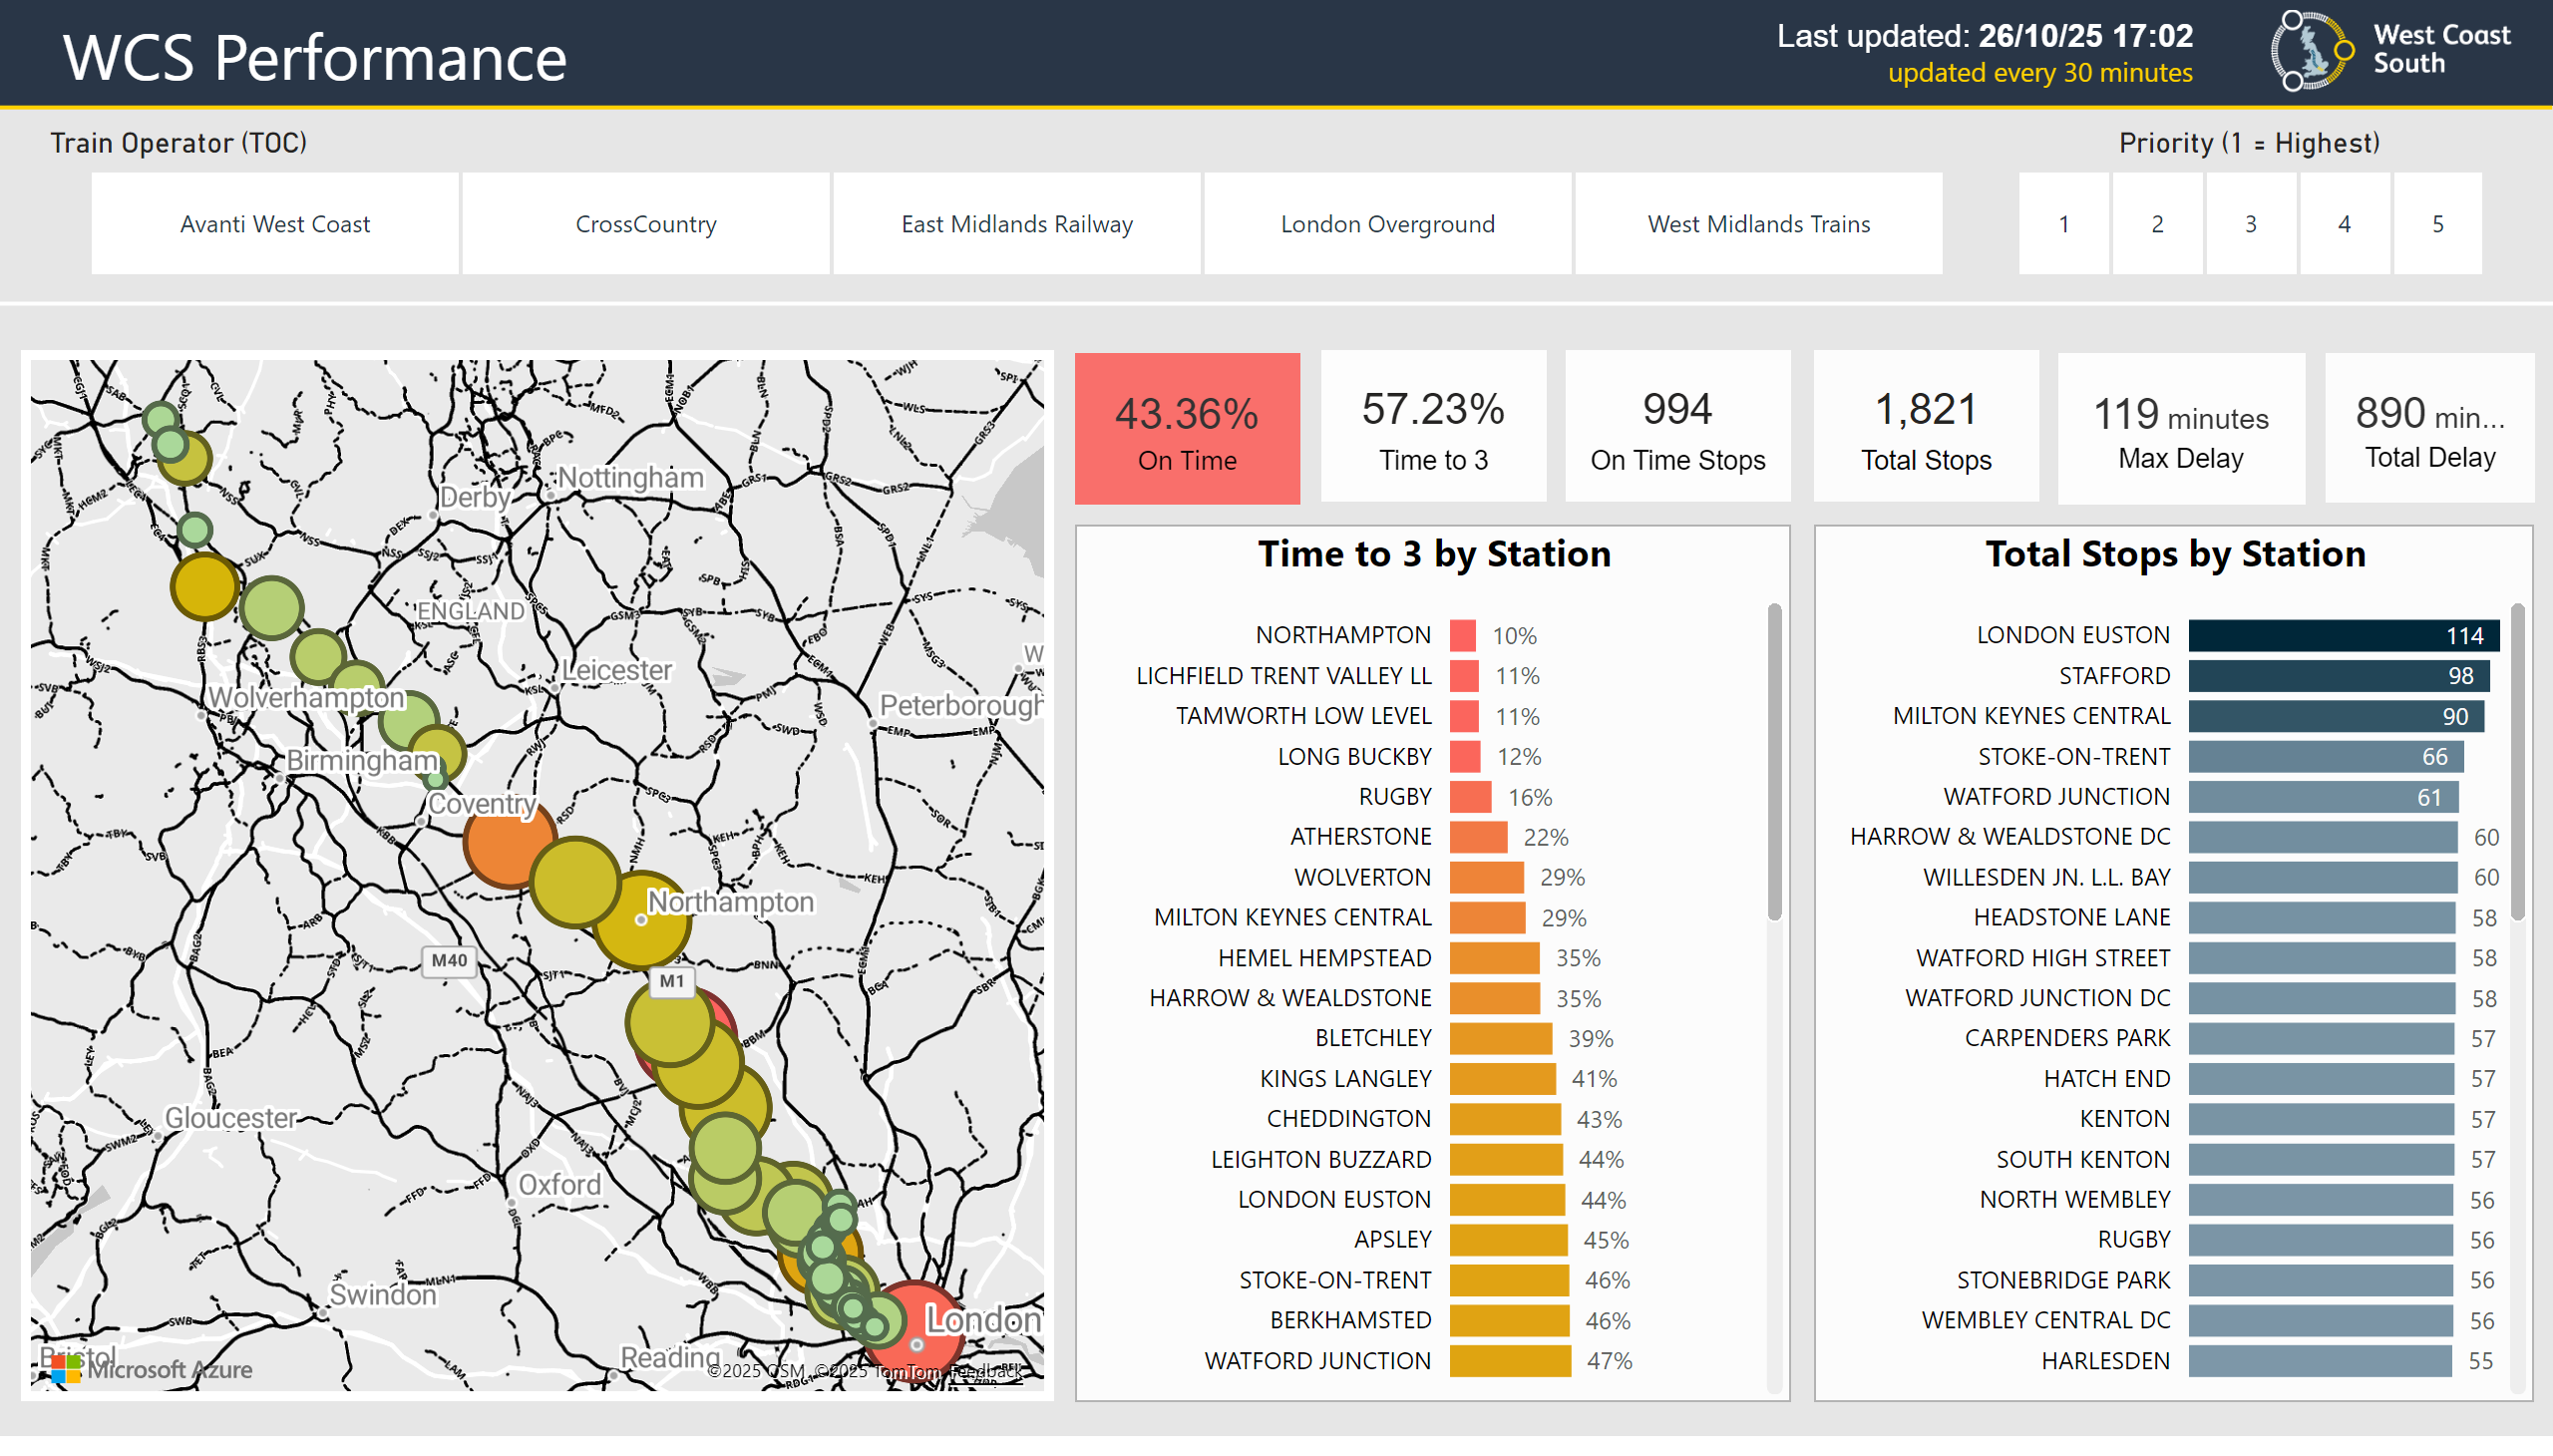 WCS Performance
Last updated: 26/10/25 17:02
updated every 30 minutes
West Coast
South
Train Operator (TOC)
Priority (1 = Highest)
Avanti West Coast
CrossCountry
East Midlands Railway
London Overground
West Midlands Trains
1
2
3
4
5
43.36%
On Time
57.23%
Time to 3
994
On Time Stops
1,821
Total Stops
119 minutes
Max Delay
890 min...
Total Delay
Nottingham
Derby
ENGLAND
Leicester
Wolverhampton
Peterborough
Birmingham
Coventry
Northampton
M40
M1
Gloucester
Oxford
Swindon
London
Reading
Bristol
Microsoft Azure
©2025 OSM, ©2025 TomTom, Feedback
Time to 3 by Station
NORTHAMPTON 10%
LICHFIELD TRENT VALLEY LL 11%
TAMWORTH LOW LEVEL 11%
LONG BUCKBY 12%
RUGBY 16%
ATHERSTONE 22%
WOLVERTON 29%
MILTON KEYNES CENTRAL 29%
HEMEL HEMPSTEAD 35%
HARROW & WEALDSTONE 35%
BLETCHLEY 39%
KINGS LANGLEY 41%
CHEDDINGTON 43%
LEIGHTON BUZZARD 44%
LONDON EUSTON 44%
APSLEY 45%
STOKE-ON-TRENT 46%
BERKHAMSTED 46%
WATFORD JUNCTION 47%
Total Stops by Station
LONDON EUSTON 114
STAFFORD 98
MILTON KEYNES CENTRAL 90
STOKE-ON-TRENT 66
WATFORD JUNCTION 61
HARROW & WEALDSTONE DC 60
WILLESDEN JN. L.L. BAY 60
HEADSTONE LANE 58
WATFORD HIGH STREET 58
WATFORD JUNCTION DC 58
CARPENDERS PARK 57
HATCH END 57
KENTON 57
SOUTH KENTON 57
NORTH WEMBLEY 56
RUGBY 56
STONEBRIDGE PARK 56
WEMBLEY CENTRAL DC 56
HARLESDEN 55